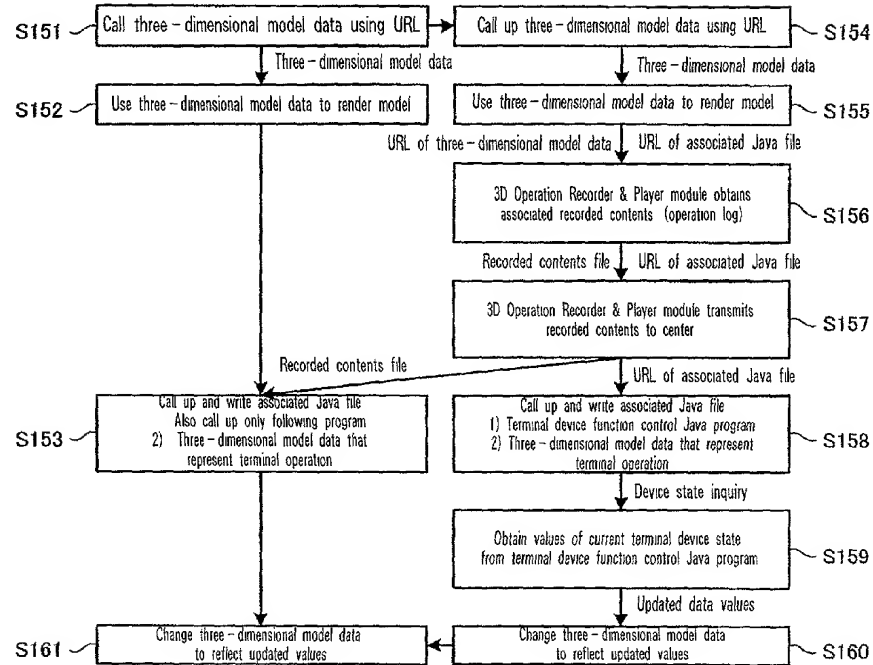 S151
Call three-dimensional model data using URL
Call up three-dimensional model data using URL
S154
Three-dimensional model data
Three-dimensional model data
S152
Use three-dimensional model data to render model
Use three-dimensional model data to render model
S155
URL of three-dimensional model data
URL of associated Java file
3D Operation Recorder & Player module obtains
associated recorded contents (operation log)
S156
Recorded contents file
URL of associated Java file
3D Operation Recorder & Player module transmits
recorded contents to center
S157
Recorded contents file
URL of associated Java file
S153
Call up and write associated Java file
Also call up only following program
2) Three-dimensional model data that
represent terminal operation
Call up and write associated Java file
1) Terminal device function control Java program
2) Three-dimensional model data that represent
terminal operation
S158
Device state inquiry
Obtain values of current terminal device state
from terminal device function control Java program
S159
Updated data values
S161
Change three-dimensional model data
to reflect updated values
Change three-dimensional model data
to reflect updated values
S160